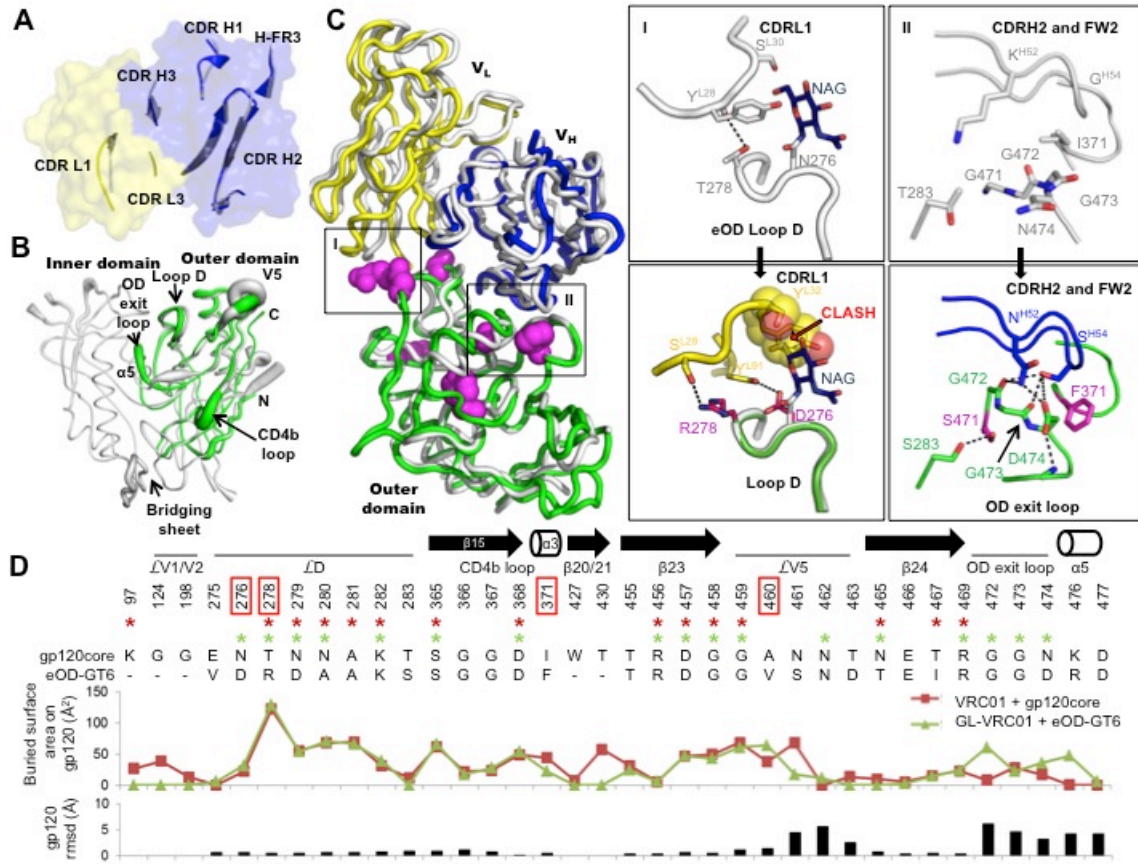 A
CDR H1
H-FR3
CDR H3
CDR L1
CDR L3
CDR H2
B
Inner domain
Outer domain
OD exit loop
Loop D
V5
C
α5
N
CD4b loop
Bridging sheet
C
VL
VH
I
II
Outer domain
I
CDRL1
S^L30
Y^L28
NAG
N276
T278
eOD Loop D
CDRL1
Y^L32
CLASH
S^L28
Y^L91
NAG
D276
R278
Loop D
II
CDRH2 and FW2
K^H52
G^H54
I371
G472
G471
G473
T283
N474
CDRH2 and FW2
N^H52
S^H54
G472
F371
S471
S283
D474
G473
OD exit loop
β15 α3
D
ℒV1/V2 ℒD CD4b loop β20/21 β23 ℒV5 β24 OD exit loop α5
97 124 198 275 276 278 279 280 281 282 283 365 366 367 368 371 427 430 455 456 457 458 459 460 461 462 463 465 466 467 469 472 473 474 476 477
* * * * * * * * * * * * * * *
* * * * * * * * * * * * * * * * *
gp120core K G G E N T N N A K T S G G D I W T T R D G G A N N T N E T R G G N K D
eOD-GT6 - - - V D R D A A K S S G G D F - - T R D G G V S N D T E I R G G D R D
Buried surface area on gp120 (Å²)
150
100
50
0
VRC01 + gp120core
GL-VRC01 + eOD-GT6
gp120 rmsd (Å)
10
5
0